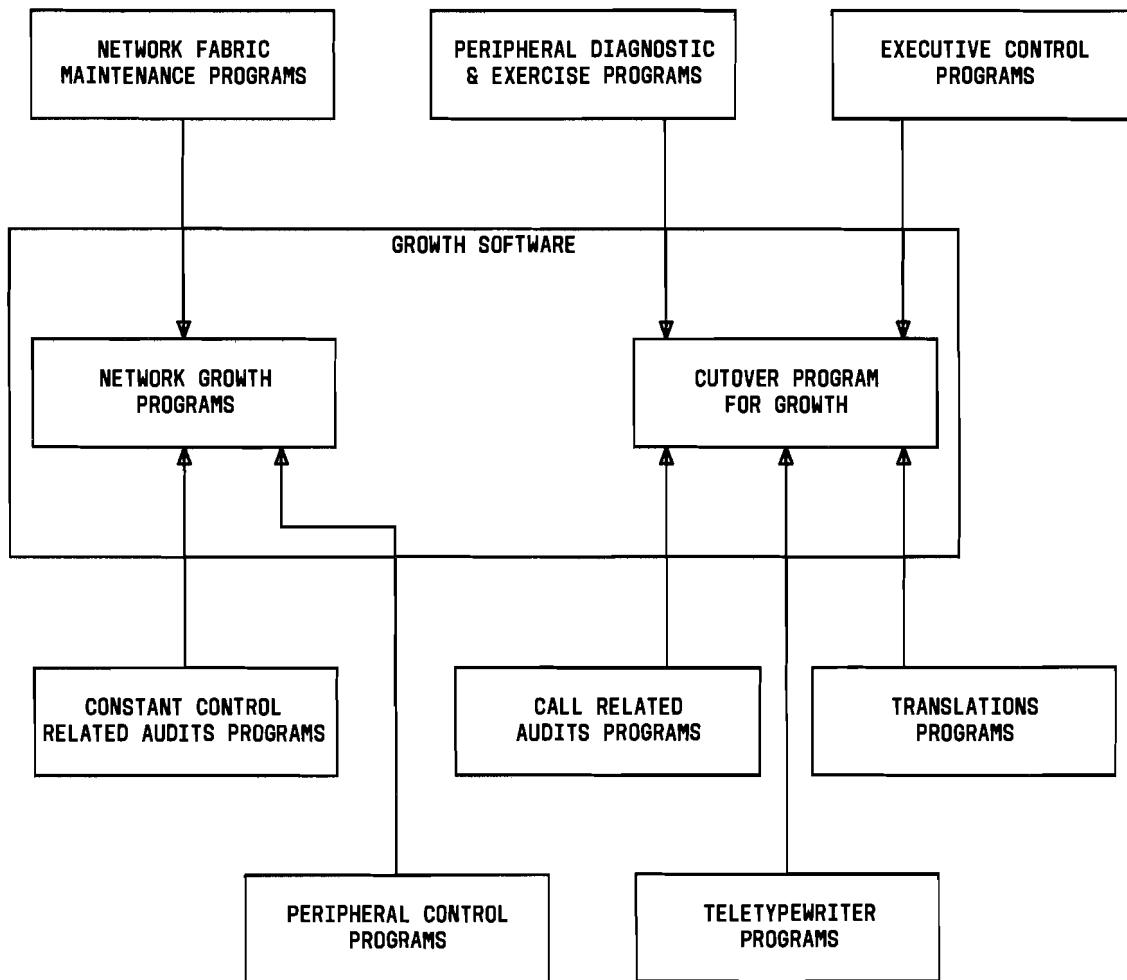 NETWORK FABRIC
MAINTENANCE PROGRAMS
PERIPHERAL DIAGNOSTIC
& EXERCISE PROGRAMS
EXECUTIVE CONTROL
PROGRAMS
GROWTH SOFTWARE
NETWORK GROWTH
PROGRAMS
CUTOVER PROGRAM
FOR GROWTH
CONSTANT CONTROL
RELATED AUDITS PROGRAMS
CALL RELATED
AUDITS PROGRAMS
TRANSLATIONS
PROGRAMS
PERIPHERAL CONTROL
PROGRAMS
TELETYPEWRITER
PROGRAMS